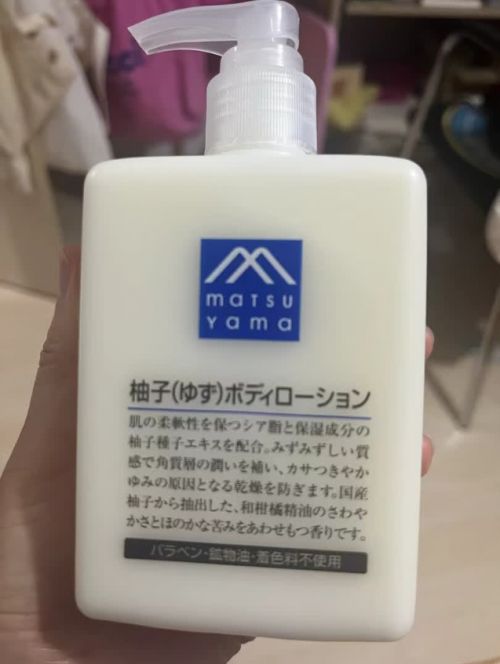 matsu
yama
柚子(ゆず)ボディローション
肌の柔軟性を保つシア脂と保湿成分の
柚子種子エキスを配合。みずみずしい質
感で角質層の潤いを補い、カサつきやか
ゆみの原因となる乾燥を防ぎます。国産
柚子から抽出した、和柑橘精油のさわや
かさとほのかな苦みをあわせもつ香りです。
パラベン・鉱物油・着色料不使用